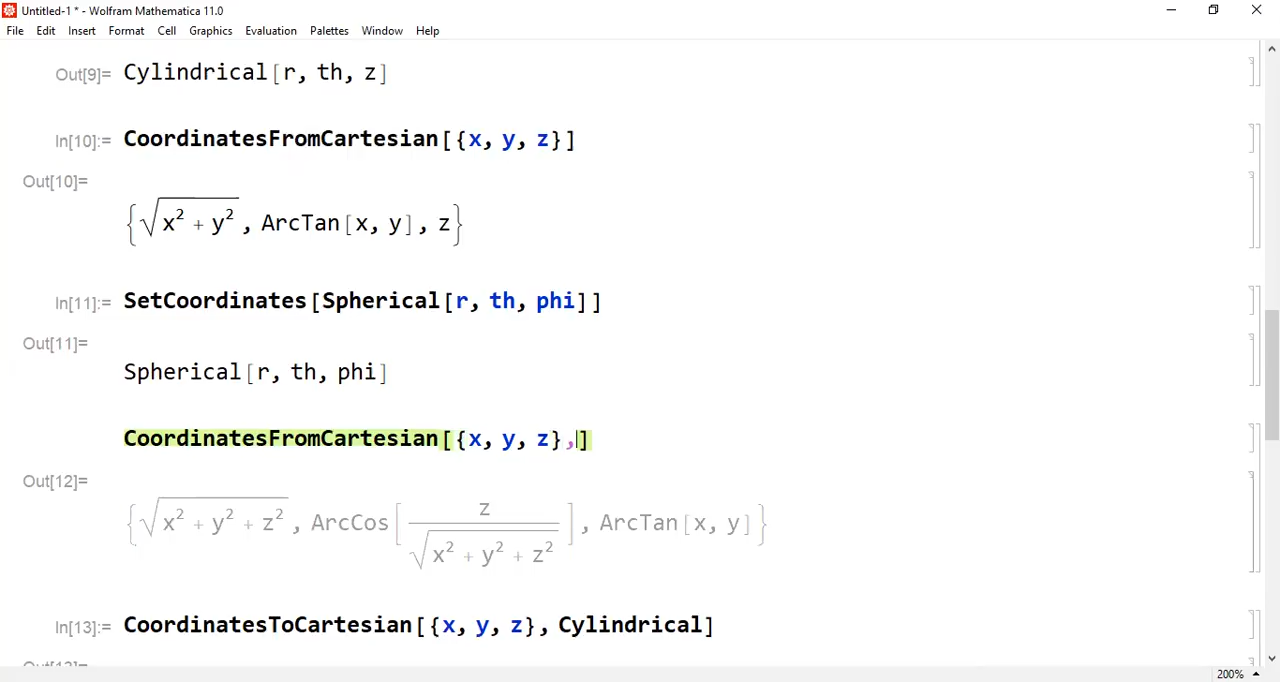 Untitled-1 * - Wolfram Mathematica 11.0
File Edit Insert Format Cell Graphics Evaluation Palettes Window Help
Out[9]= Cylindrical[r, th, z]
In[10]:= CoordinatesFromCartesian[{x, y, z}]
Out[10]=
{√x² + y², ArcTan[x, y], z}
In[11]:= SetCoordinates[Spherical[r, th, phi]]
Out[11]=
Spherical[r, th, phi]
CoordinatesFromCartesian[{x, y, z},]
Out[12]=
{√x² + y² + z², ArcCos[z / √x² + y² + z²], ArcTan[x, y]}
In[13]:= CoordinatesToCartesian[{x, y, z}, Cylindrical]
200%